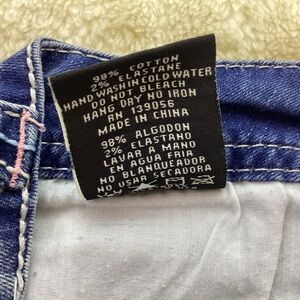 98% COTTON
2% ELASTANE
HAND WASH IN COLD WATER
DO NOT BLEACH
HANG DRY NO IRON
RN 139056
MADE IN CHINA
98% ALGODON
2% ELASTANO
LAVAR A MANO
EN AGUA FRIA
NO BLANQUEADOR
NO USAR SECADORA